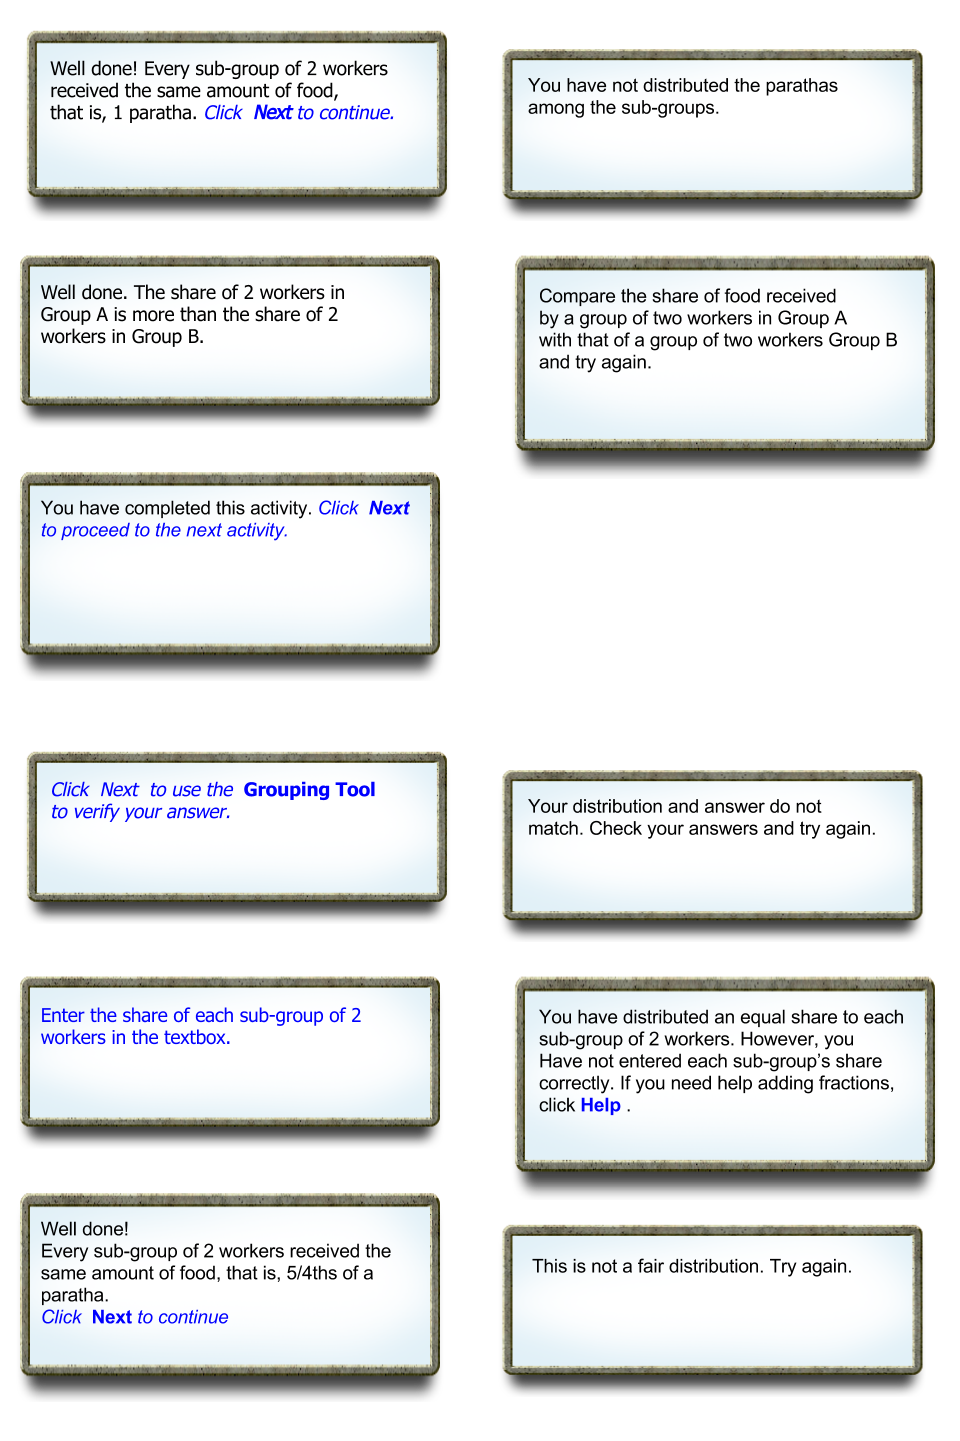 Well done! Every sub-group of 2 workers
received the same amount of food,
that is, 1 paratha. Click Next to continue.
You have not distributed the parathas
among the sub-groups.
Well done. The share of 2 workers in
Group A is more than the share of 2
workers in Group B.
Compare the share of food received
by a group of two workers in Group A
with that of a group of two workers Group B
and try again.
You have completed this activity. Click Next
to proceed to the next activity.
Click Next to use the Grouping Tool
to verify your answer.
Your distribution and answer do not
match. Check your answers and try again.
Enter the share of each sub-group of 2
workers in the textbox.
You have distributed an equal share to each
sub-group of 2 workers. However, you
Have not entered each sub-group's share
correctly. If you need help adding fractions,
click Help .
Well done!
Every sub-group of 2 workers received the
same amount of food, that is, 5/4ths of a
paratha.
Click Next to continue
This is not a fair distribution. Try again.